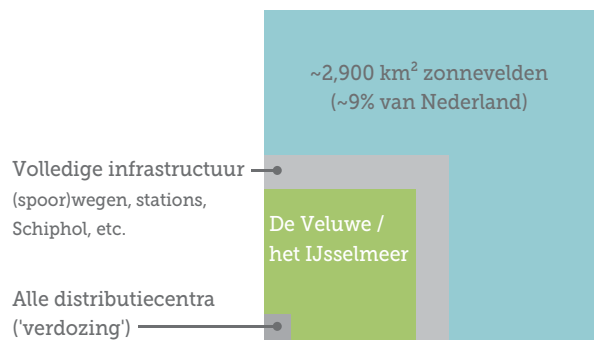 ~2,900 km² zonnevelden
(~9% van Nederland)
Volledige infrastructuur
(spoor)wegen, stations,
Schiphol, etc.
De Veluwe /
het IJsselmeer
Alle distributiecentra
('verdozing')